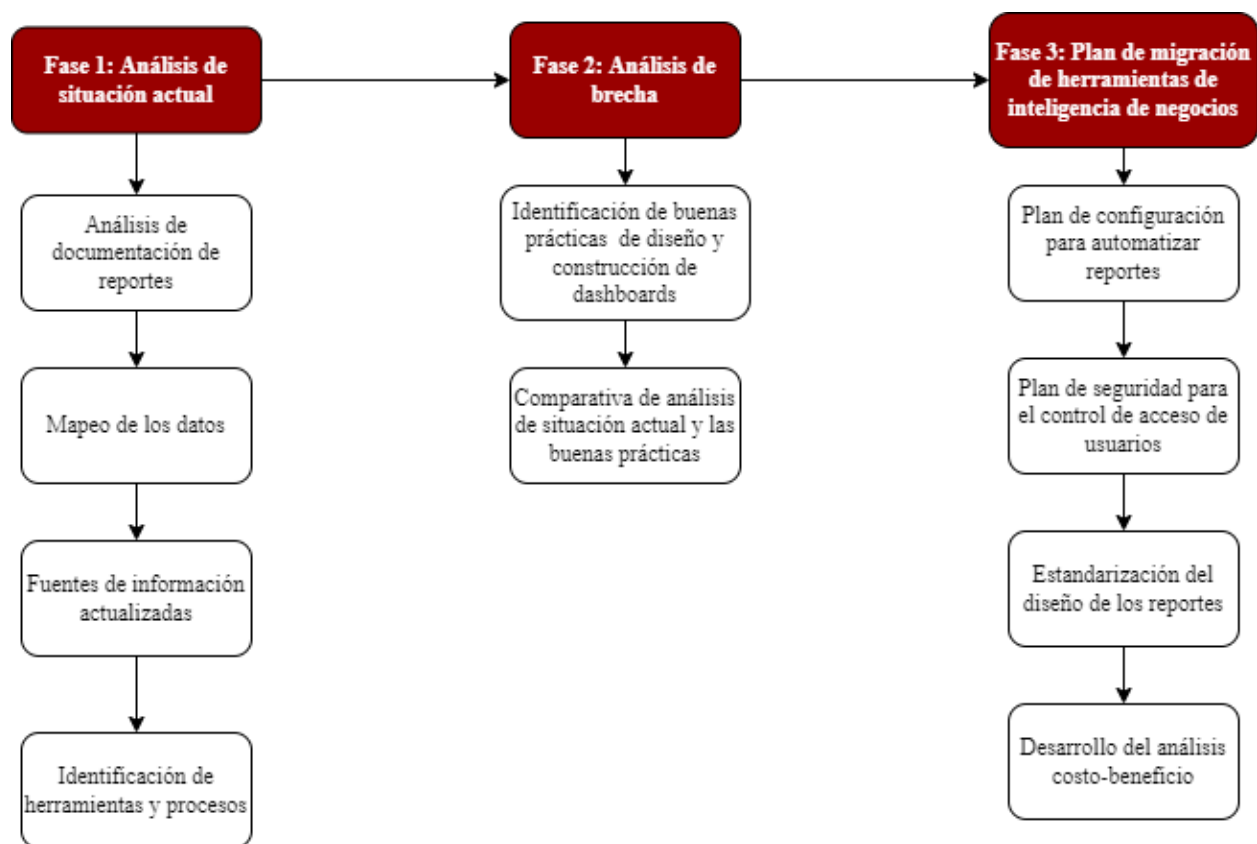 Fase 1: Análisis de
situación actual
Fase 2: Análisis de
brecha
Fase 3: Plan de migración
de herramientas de
inteligencia de negocios
Análisis de
documentación de
reportes
Mapeo de los datos
Fuentes de información
actualizadas
Identificación de
herramientas y procesos
Identificación de buenas
prácticas de diseño y
construcción de
dashboards
Comparativa de análisis
de situación actual y las
buenas prácticas
Plan de configuración
para automatizar
reportes
Plan de seguridad para
el control de acceso de
usuarios
Estandarización del
diseño de los reportes
Desarrollo del análisis
costo-beneficio